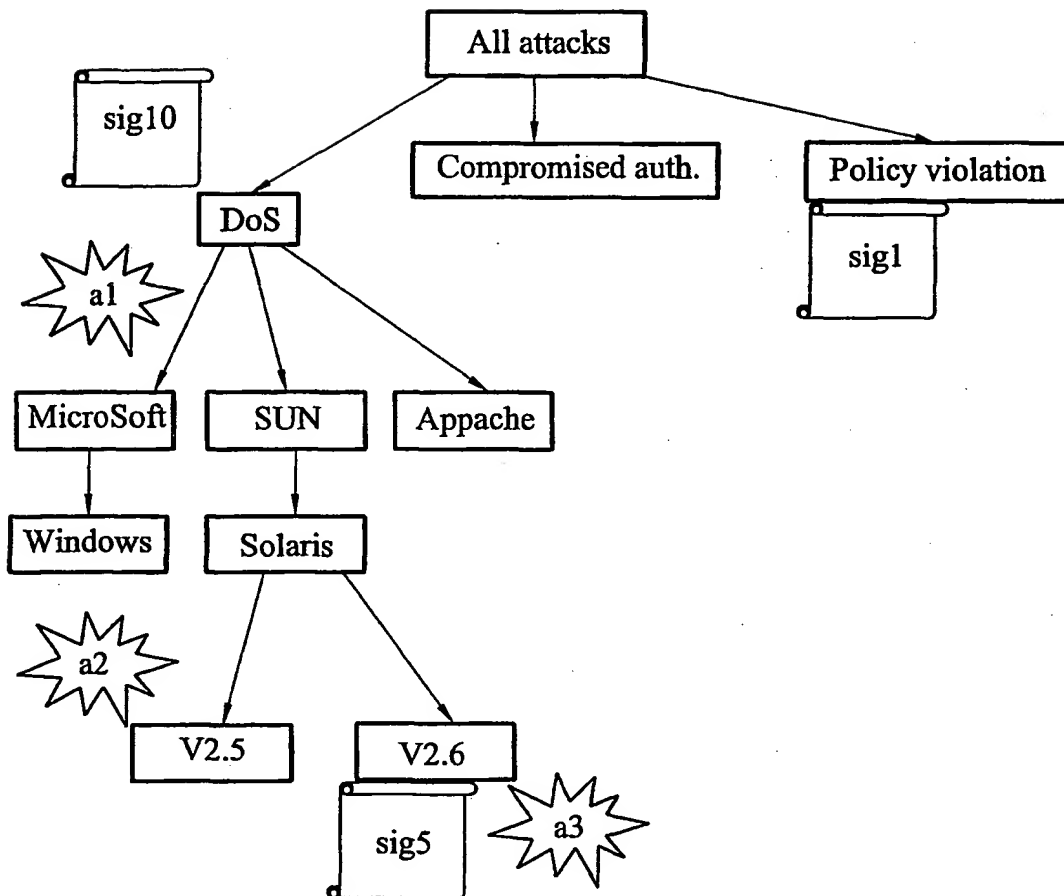 All attacks
sig10
Compromised auth.
Policy violation
DoS
sig1
a1
MicroSoft
SUN
Appache
Windows
Solaris
a2
V2.5
V2.6
sig5
a3